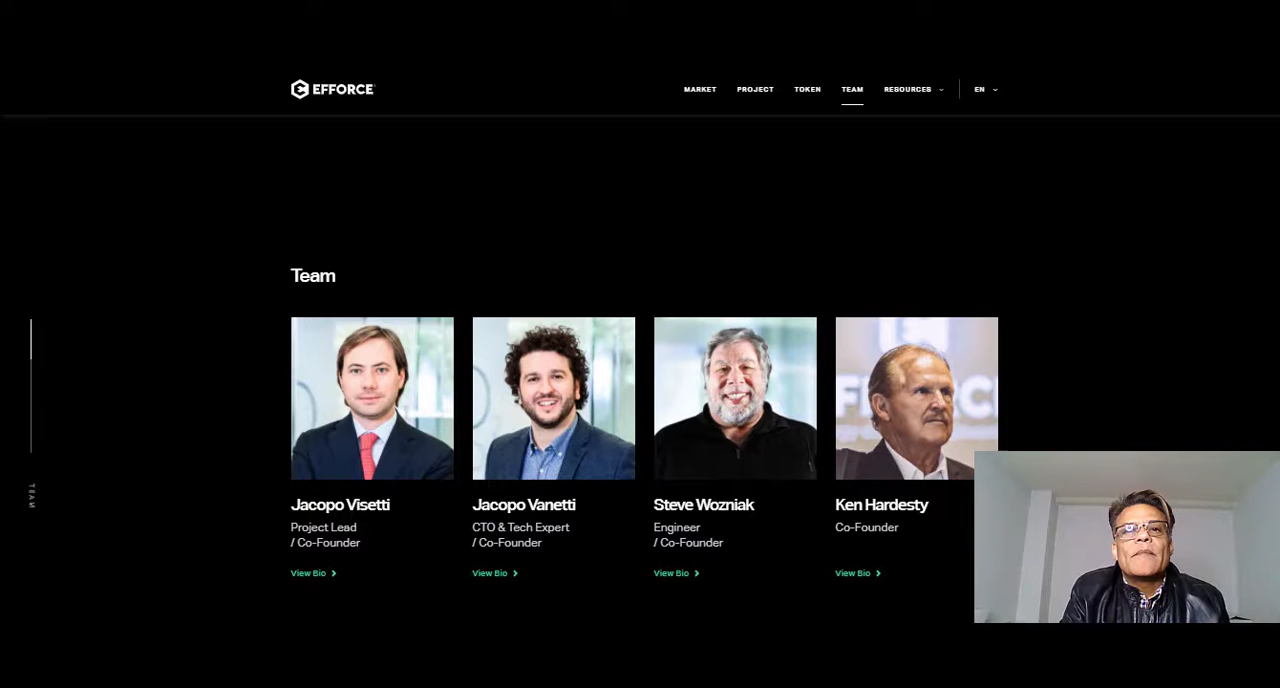 EFFORCE
MARKET PROJECT TOKEN TEAM RESOURCES EN
Team
Jacopo Visetti
Project Lead
/ Co-Founder
View Bio
Jacopo Vanetti
CTO & Tech Expert
/ Co-Founder
View Bio
Steve Wozniak
Engineer
/ Co-Founder
View Bio
Ken Hardesty
Co-Founder
View Bio
TEAM